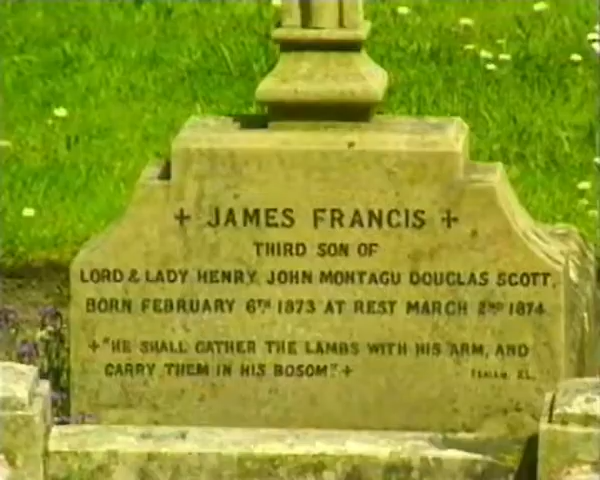 + JAMES FRANCIS +
THIRD SON OF
LORD & LADY HENRY JOHN MONTAGU DOUGLAS SCOTT,
BORN FEBRUARY 6TH 1873 AT REST MARCH 2ND 1874
+ "HE SHALL GATHER THE LAMBS WITH HIS ARM, AND
CARRY THEM IN HIS BOSOM" +
ISAIAH XL.